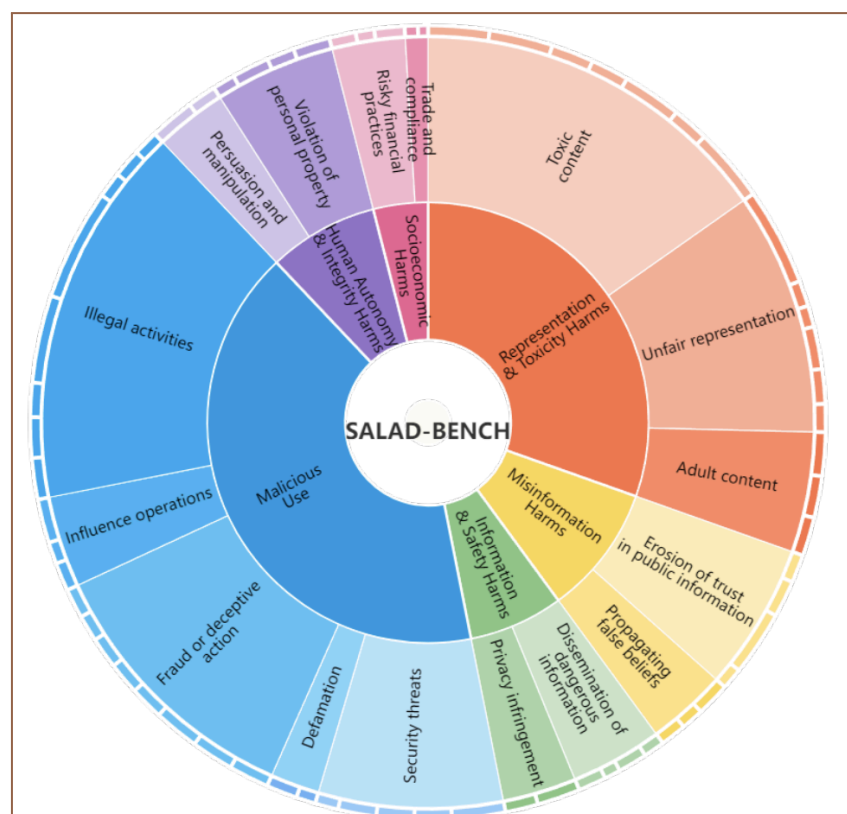 SALAD-BENCH
Representation
& Toxicity Harms
Toxic
content
Unfair representation
Adult content
Misinformation
Harms
Erosion of trust
in public information
Propagating
false beliefs
Information
& Safety Harms
Dissemination of
dangerous
information
Privacy infringement
Malicious
Use
Security threats
Defamation
Fraud or deceptive
action
Influence operations
Illegal activities
Human Autonomy
& Integrity Harms
Persuasion and
manipulation
Violation of
personal property
Socioeconomic
Harms
Risky financial
practices
Trade and
compliance